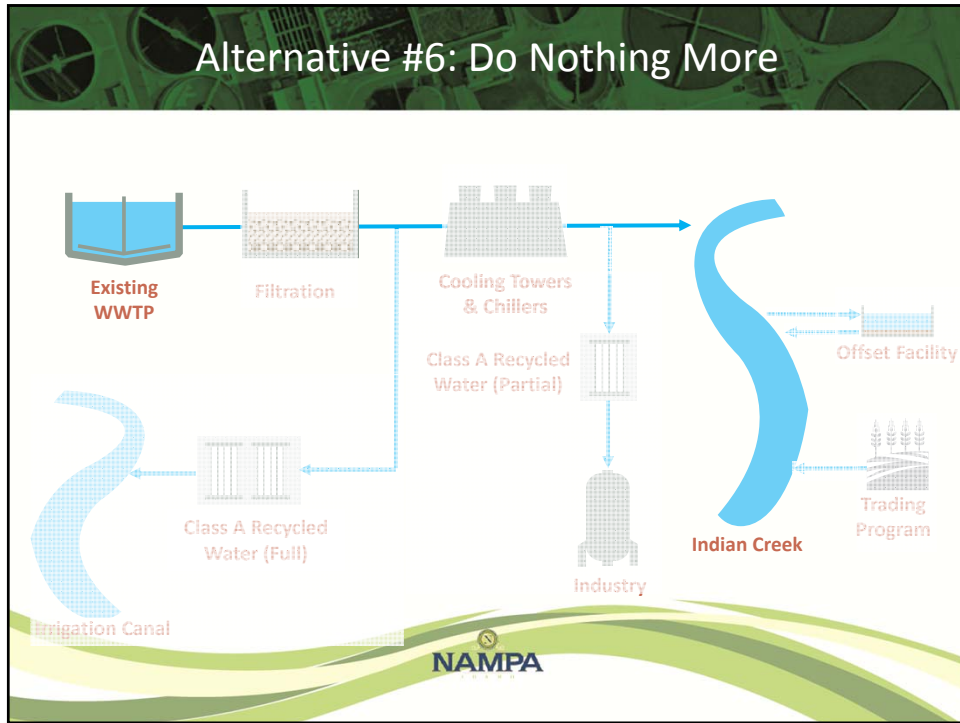 Alternative #6: Do Nothing More
Existing
WWTP
Filtration
Cooling Towers
& Chillers
Class A Recycled
Water (Partial)
Offset Facility
Class A Recycled
Water (Full)
Industry
Indian Creek
Trading
Program
Irrigation Canal
N
NAMPA
IDAHO